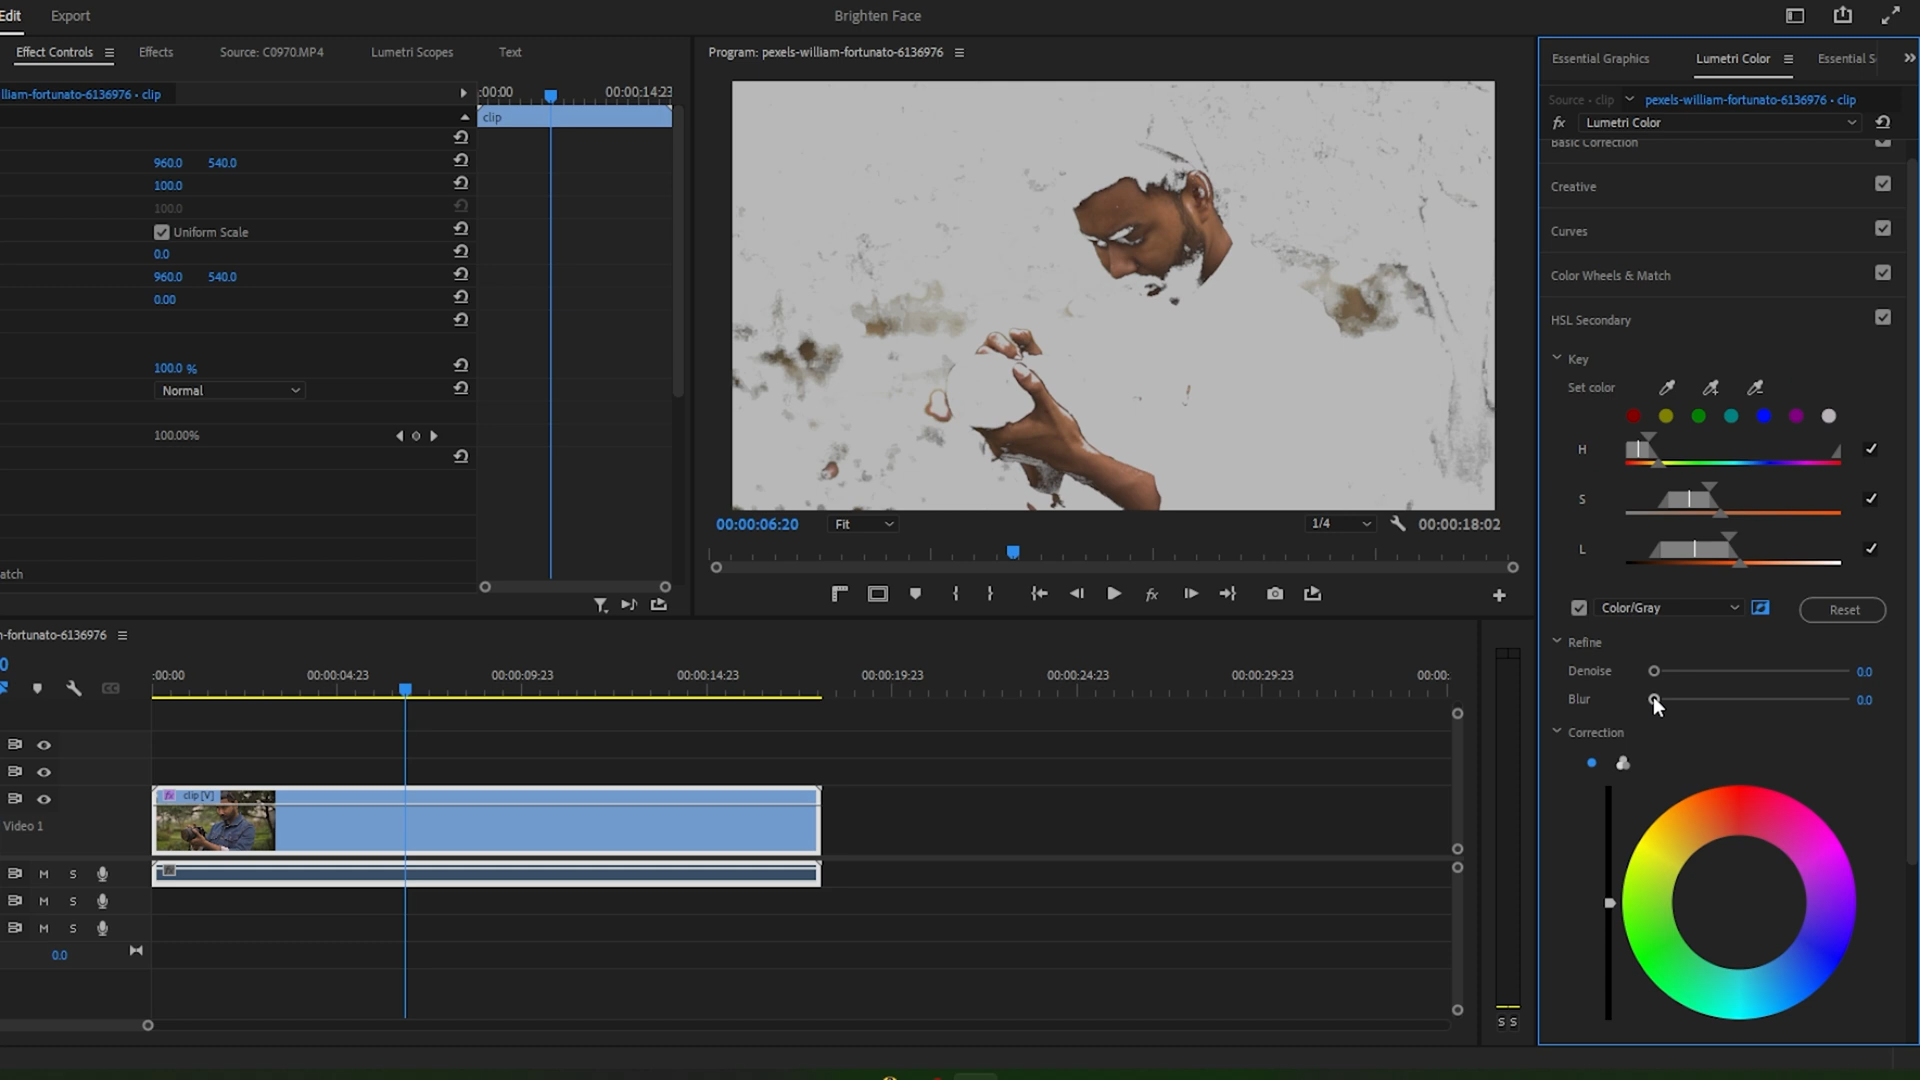 Edit
Export
Brighten Face
Effect Controls
Effects
Source: C0970.MP4
Lumetri Scopes
Text
Program: pexels-william-fortunato-6136976
Essential Graphics
Lumetri Color
Essential S
lliam-fortunato-6136976 • clip
:00:00
00:00:14:23
clip
960.0 540.0
100.0
100.0
Uniform Scale
0.0
960.0 540.0
0.00
100.0 %
Normal
100.00%
atch
00:00:06:20
Fit
1/4
00:00:18:02
Source • clip
pexels-william-fortunato-6136976 • clip
fx Lumetri Color
Basic Correction
Creative
Curves
Color Wheels & Match
HSL Secondary
Key
Set color
H
S
L
Color/Gray
Reset
Refine
Denoise
0.0
Blur
0.0
Correction
fx
n-fortunato-6136976
0
:00:00
00:00:04:23
00:00:09:23
00:00:14:23
00:00:19:23
00:00:24:23
00:00:29:23
00:00:
CC
fx clip [V]
Video 1
M S
M S
M S
0.0
S S